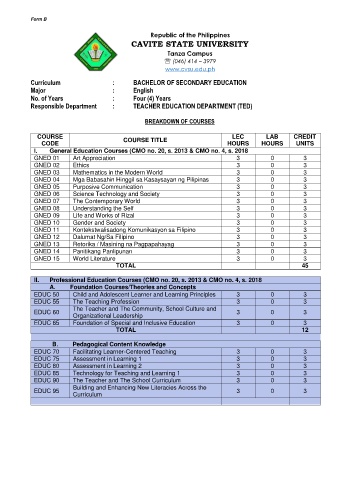 Form B
Republic of the Philippines
CAVITE STATE UNIVERSITY
Tanza Campus
☏ (046) 414 – 3979
www.cvsu.edu.ph
Curriculum : BACHELOR OF SECONDARY EDUCATION
Major : English
No. of Years : Four (4) Years
Responsible Department : TEACHER EDUCATION DEPARTMENT (TED)
BREAKDOWN OF COURSES
COURSE CODE COURSE TITLE LEC HOURS LAB HOURS CREDIT UNITS
I. General Education Courses (CMO no. 20, s. 2013 & CMO no. 4, s. 2018
GNED 01 Art Appreciation 3 0 3
GNED 02 Ethics 3 0 3
GNED 03 Mathematics in the Modern World 3 0 3
GNED 04 Mga Babasahin Hinggil sa Kasaysayan ng Pilipinas 3 0 3
GNED 05 Purposive Communication 3 0 3
GNED 06 Science Technology and Society 3 0 3
GNED 07 The Contemporary World 3 0 3
GNED 08 Understanding the Self 3 0 3
GNED 09 Life and Works of Rizal 3 0 3
GNED 10 Gender and Society 3 0 3
GNED 11 Kontekstwalisadong Komunikasyon sa Filipino 3 0 3
GNED 12 Dalumat Ng/Sa Filipino 3 0 3
GNED 13 Retorika / Masining na Pagpapahayag 3 0 3
GNED 14 Panitikang Panlipunan 3 0 3
GNED 15 World Literature 3 0 3
TOTAL 45
II. Professional Education Courses (CMO no. 20, s. 2013 & CMO no. 4, s. 2018
A. Foundation Courses/Theories and Concepts
EDUC 50 Child and Adolescent Learner and Learning Principles 3 0 3
EDUC 55 The Teaching Profession 3 0 3
EDUC 60 The Teacher and The Community, School Culture and Organizational Leadership 3 0 3
EDUC 65 Foundation of Special and Inclusive Education 3 0 3
TOTAL 12
B. Pedagogical Content Knowledge
EDUC 70 Facilitating Learner-Centered Teaching 3 0 3
EDUC 75 Assessment in Learning 1 3 0 3
EDUC 80 Assessment in Learning 2 3 0 3
EDUC 85 Technology for Teaching and Learning 1 3 0 3
EDUC 90 The Teacher and The School Curriculum 3 0 3
EDUC 95 Building and Enhancing New Literacies Across the Curriculum 3 0 3